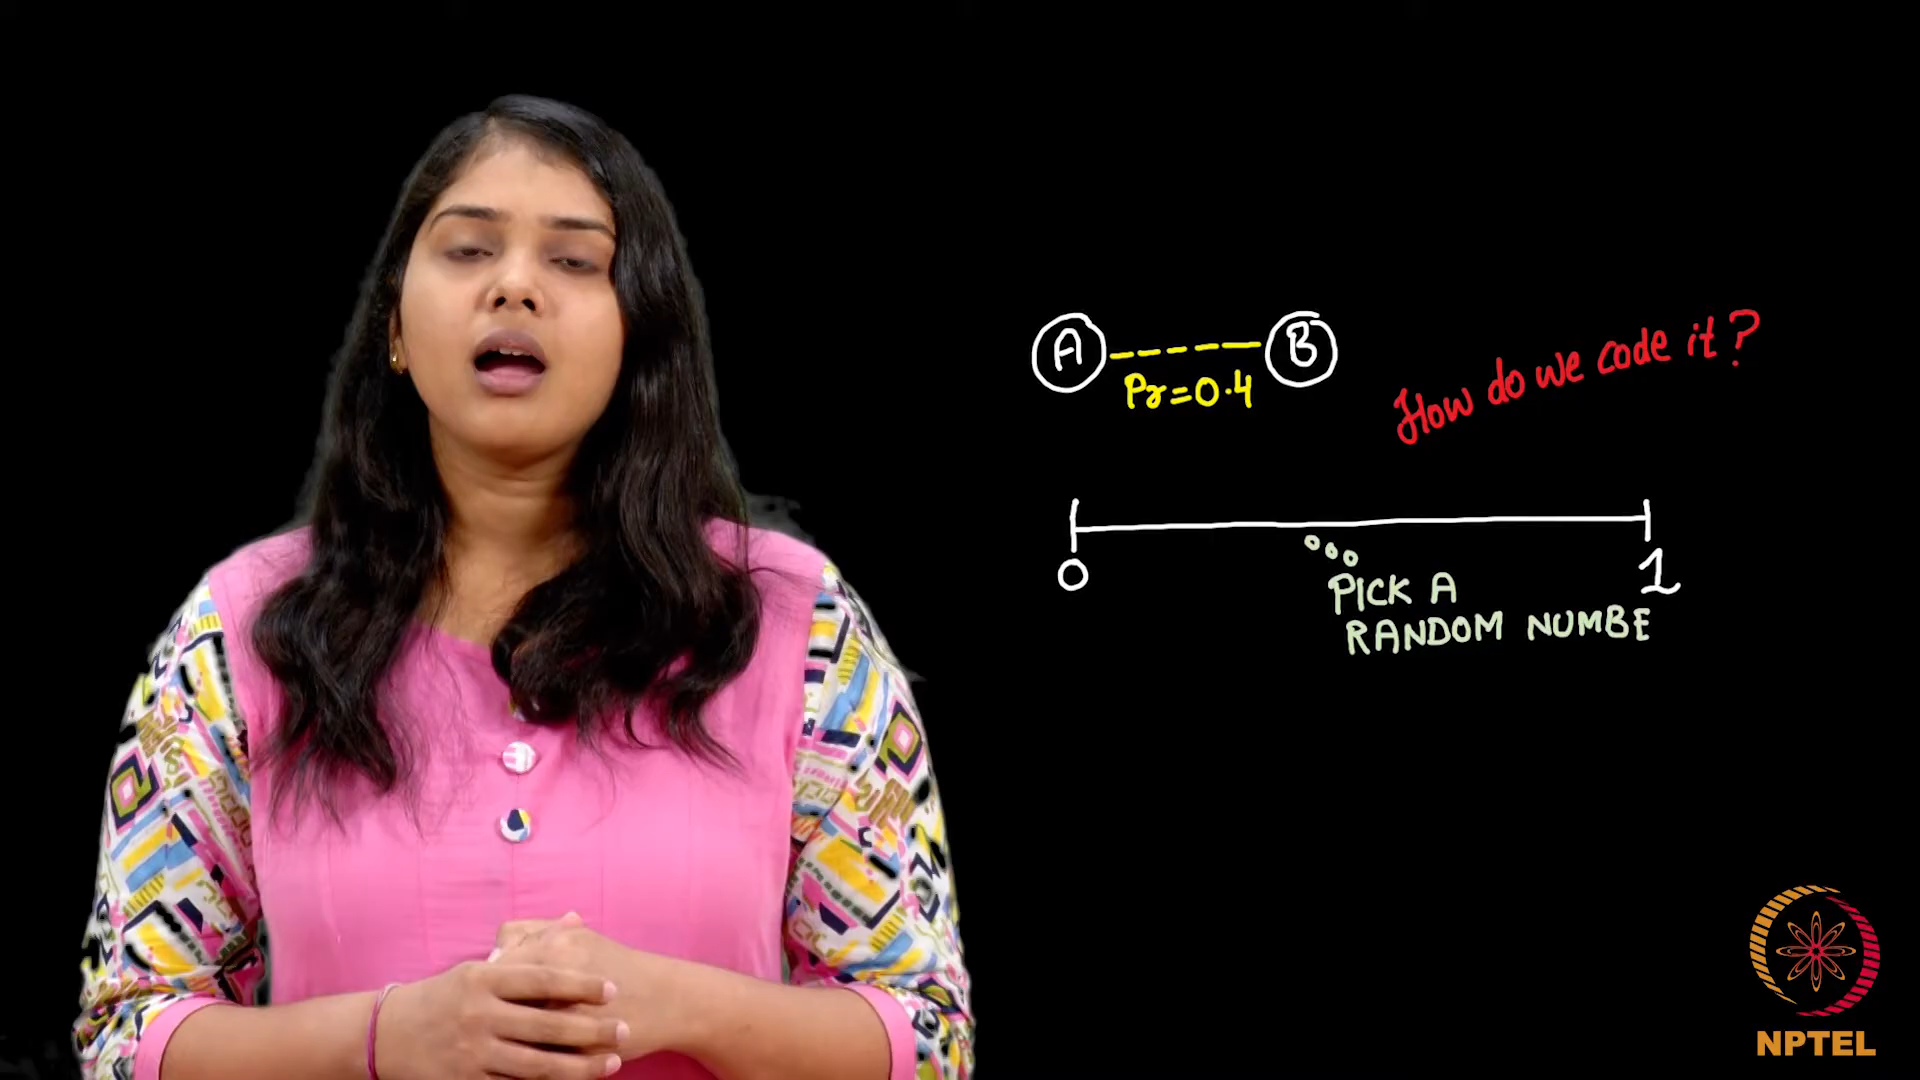 A
B
Pr=0.4
How do we code it?
0
1
PICK A
RANDOM NUMBE
NPTEL